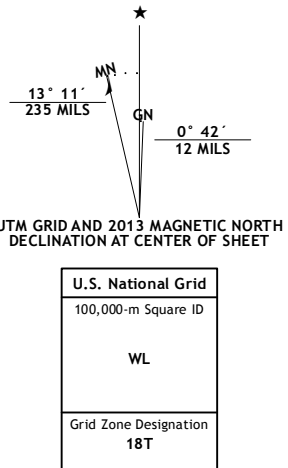 MN
GN
13° 11´
235 MILS
0° 42´
12 MILS
UTM GRID AND 2013 MAGNETIC NORTH
DECLINATION AT CENTER OF SHEET
U.S. National Grid
100,000-m Square ID
WL
Grid Zone Designation
18T